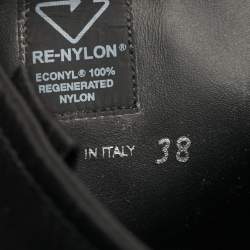 RE-NYLON®
ECONYL® 100%
REGENERATED
NYLON
IN ITALY 38